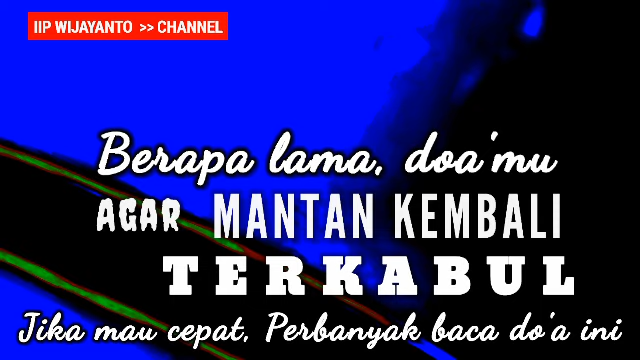 IIP WIJAYANTO >> CHANNEL
Berapa lama, doa'mu
AGAR MANTAN KEMBALI
TERKABUL
Jika mau cepat, Perbanyak baca do'a ini